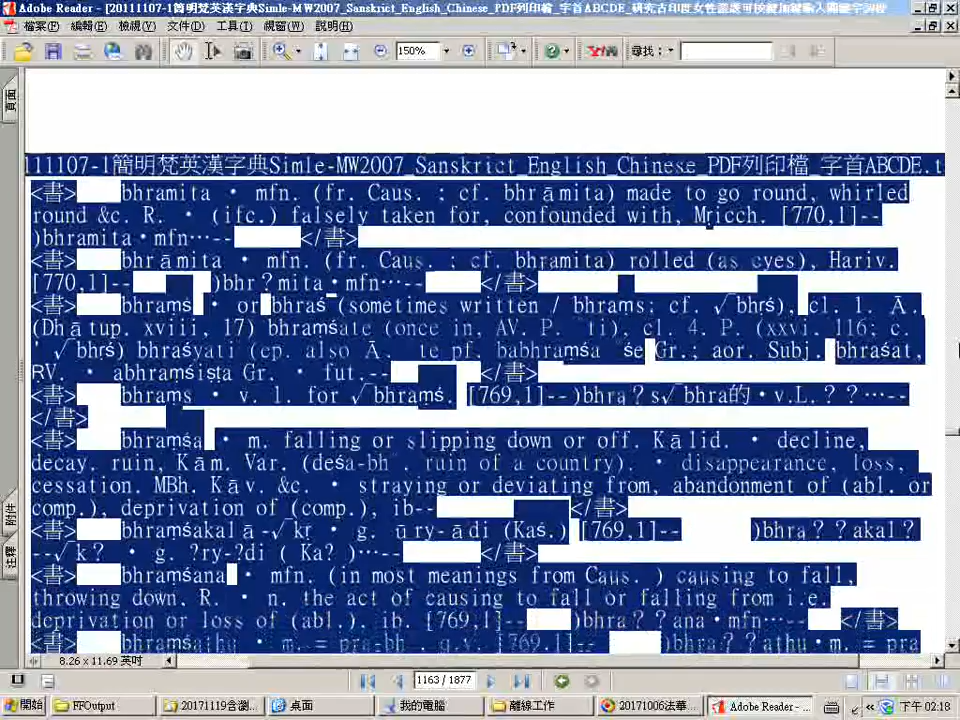 Adobe Reader - [20111107-1簡明梵英漢字典Simle-MW2007_Sanskrict_English_Chinese_PDF列印檔_字首ABCDE_研究古印度女性
檔案(F) 編輯(E) 檢視(V) 文件(D) 工具(T) 視窗(W) 說明(H)
150% 尋找:
頁面
111107-1簡明梵英漢字典Simle-MW2007_Sanskrict_English_Chinese_PDF列印檔_字首ABCDE.t
<書> bhramita • mfn. (fr. Caus. ; cf. bhrāmita) made to go round, whirled
round &c. R. • (ifc.) falsely taken for, confounded with, Mṛicch. [770,1]--
)bhramita•mfn…-- </書>
<書> bhrāmita • mfn. (fr. Caus. ; cf. bhramita) rolled (as eyes), Hariv.
[770,1]-- )bhr?mita•mfn…-- </書>
<書> bhraṃś • or bhraś (sometimes written / bhraṃs; cf. √bhṛś), cl. 1. Ā.
(Dhātup. xviii, 17) bhraṃśate (once in, AV. P. ti), cl. 4. P. (xxvi. 116; c.
' √bhṛś) bhraśyati (ep. also Ā. te pf. babhraṃśa śe Gr.; aor. Subj. bhraśat,
RV. • abhraṃśiṣṭa Gr. • fut.-- </書>
<書> bhraṃs • v. l. for √bhraṃś. [769,1]--)bhra?s√bhra的•v.L.??…--
</書>
<書> bhraṃśa • m. falling or slipping down or off. Kālid. • decline,
decay. ruin, Kām. Var. (deśa-bh . ruin of a country). • disappearance, loss,
cessation. MBh. Kāv. &c. • straying or deviating from, abandonment of (abl. or
comp.), deprivation of (comp.), ib-- </書>
<書> bhraṃśakalā-√kṛ • g. ūry-ādi (Kaś.) [769,1]-- )bhra??akal?
--√k? • g. ?ry-?di ( Ka? )…-- </書>
<書> bhraṃśana • mfn. (in most meanings from Caus. ) causing to fall,
throwing down, R. • n. the act of causing to fall or falling from i.e.
deprivation or loss of (abl.). ib. [769,1]-- )bhra??ana•mfn…-- </書>
<書> bhraṃśathu • m. = pra-bh . q.v. [769,1]-- )bhra??athu•m. = pra
附件
註釋
8.26 x 11.69 英吋
1163 / 1877
開始 FFOutput 20171119含瀏... 桌面 我的電腦 離線工作 20171006法華... Adobe Reader - ... 下午 02:18